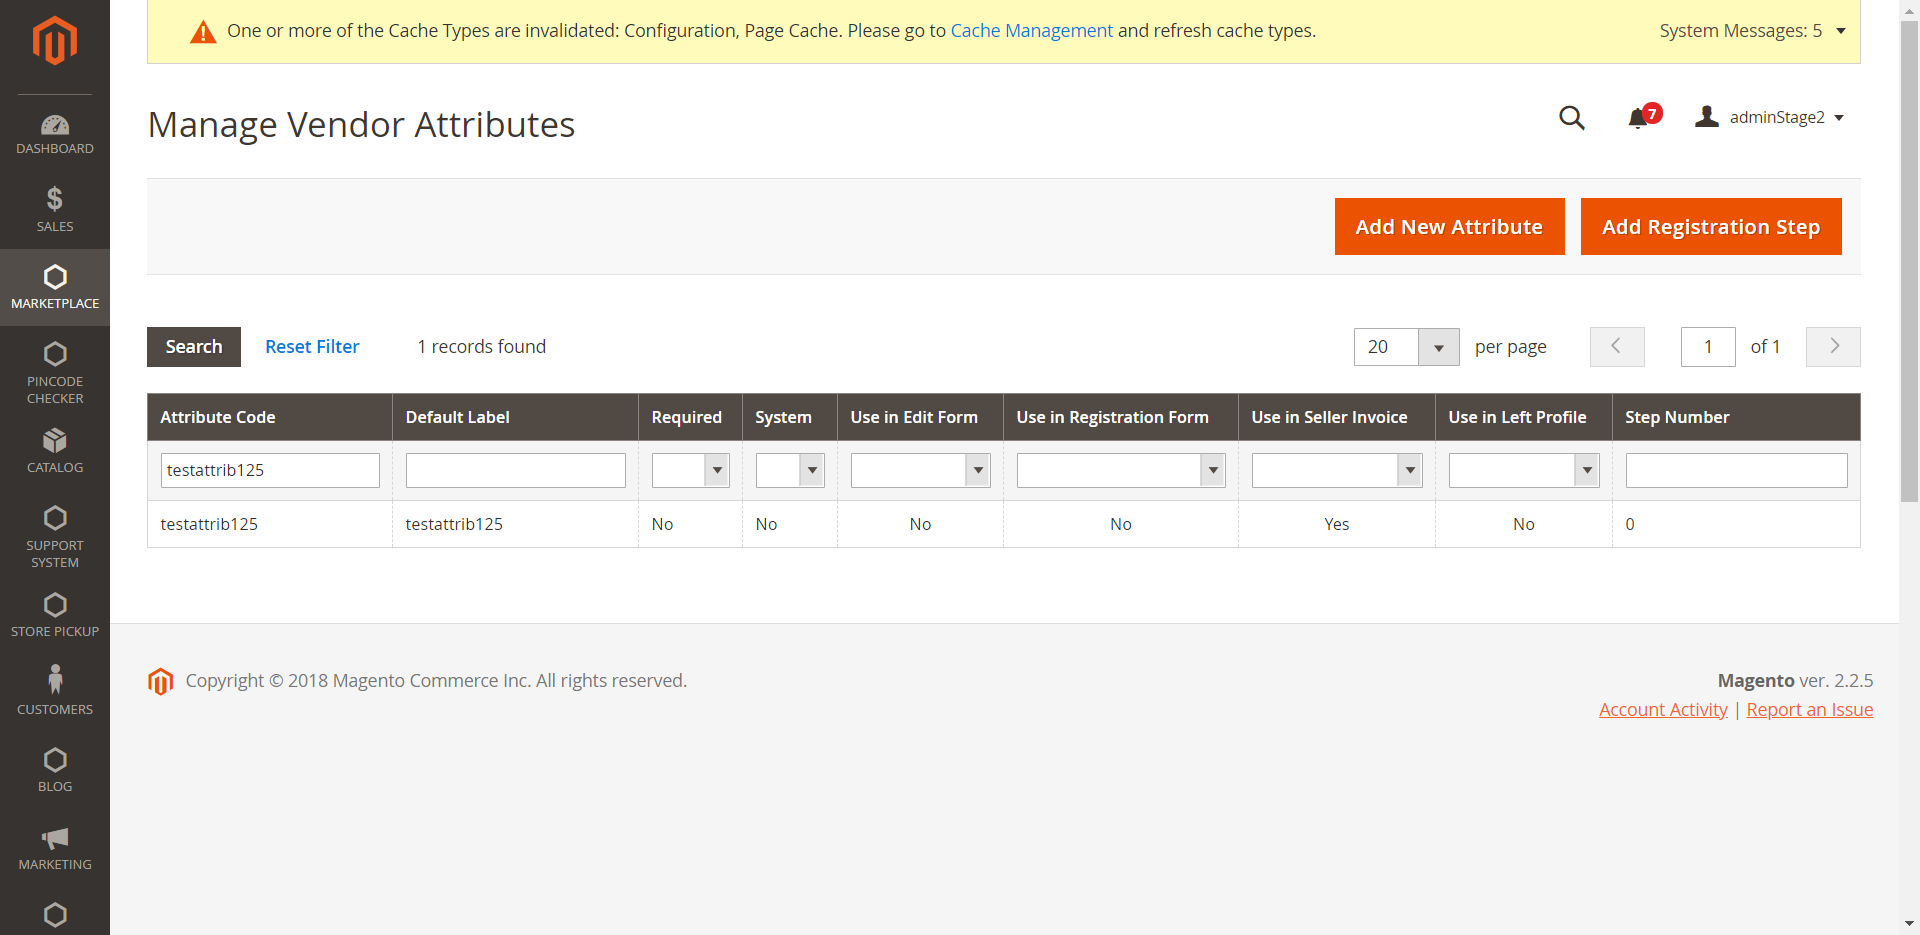 One or more of the Cache Types are invalidated: Configuration, Page Cache. Please go to Cache Management and refresh cache types.
System Messages: 5
Manage Vendor Attributes
7
adminStage2
Add New Attribute
Add Registration Step
Search
Reset Filter
1 records found
20
per page
1
of 1
Attribute Code Default Label Required System Use in Edit Form Use in Registration Form Use in Seller Invoice Use in Left Profile Step Number
testattrib125
testattrib125 testattrib125 No No No No Yes No 0
DASHBOARD
$
SALES
MARKETPLACE
PINCODE
CHECKER
CATALOG
SUPPORT
SYSTEM
STORE PICKUP
CUSTOMERS
BLOG
MARKETING
Copyright © 2018 Magento Commerce Inc. All rights reserved.
Magento ver. 2.2.5
Account Activity | Report an Issue